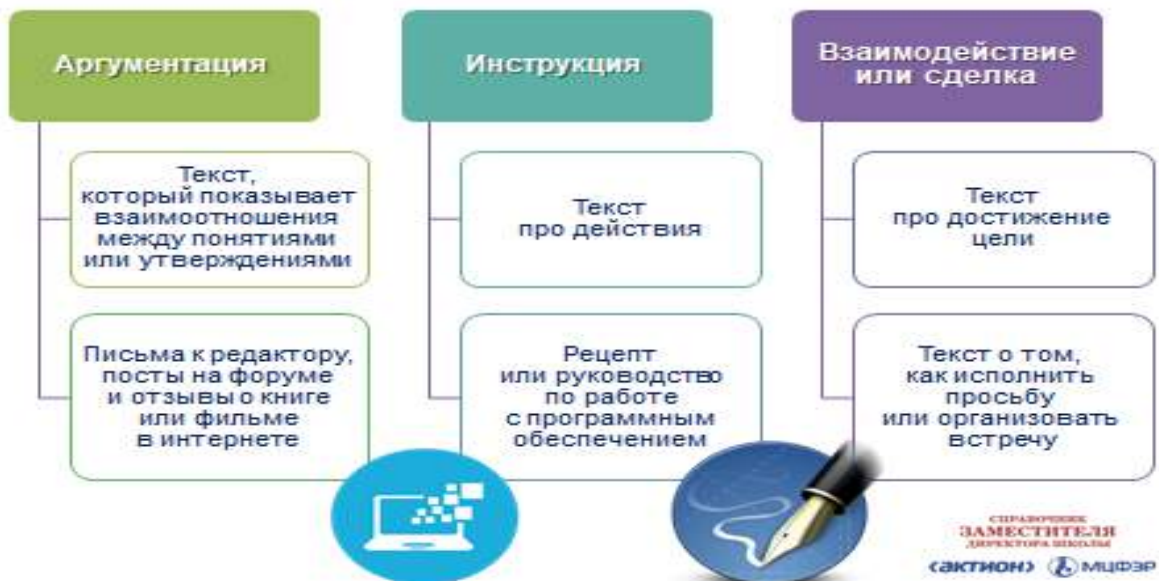 Аргументация
Текст,
который показывает
взаимоотношения
между понятиями
или утверждениями
Письма к редактору,
посты на форуме
и отзывы о книге
или фильме
в интернете
Инструкция
Текст
про действия
Рецепт
или руководство
по работе
с программным
обеспечением
Взаимодействие
или сделка
Текст
про достижение
цели
Текст о том,
как исполнить
просьбу
или организовать
встречу
СПРАВОЧНИК
ЗАМЕСТИТЕЛЯ
ДИРЕКТОРА ШКОЛЫ
АКТИОН
МЦФЭР